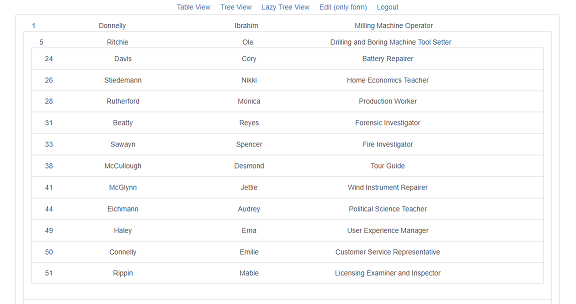 Table View Tree View Lazy Tree View Edit (only form) Logout
1 Donnelly Ibrahim Milling Machine Operator
5 Ritchie Ole Drilling and Boring Machine Tool Setter
24 Davis Cory Battery Repairer
26 Stiedemann Nikki Home Economics Teacher
28 Rutherford Monica Production Worker
31 Beatty Reyes Forensic Investigator
33 Sawayn Spencer Fire Investigator
38 McCullough Desmond Tour Guide
41 McGlynn Jettie Wind Instrument Repairer
44 Eichmann Audrey Political Science Teacher
49 Haley Ema User Experience Manager
50 Connelly Emilie Customer Service Representative
51 Rippin Mable Licensing Examiner and Inspector